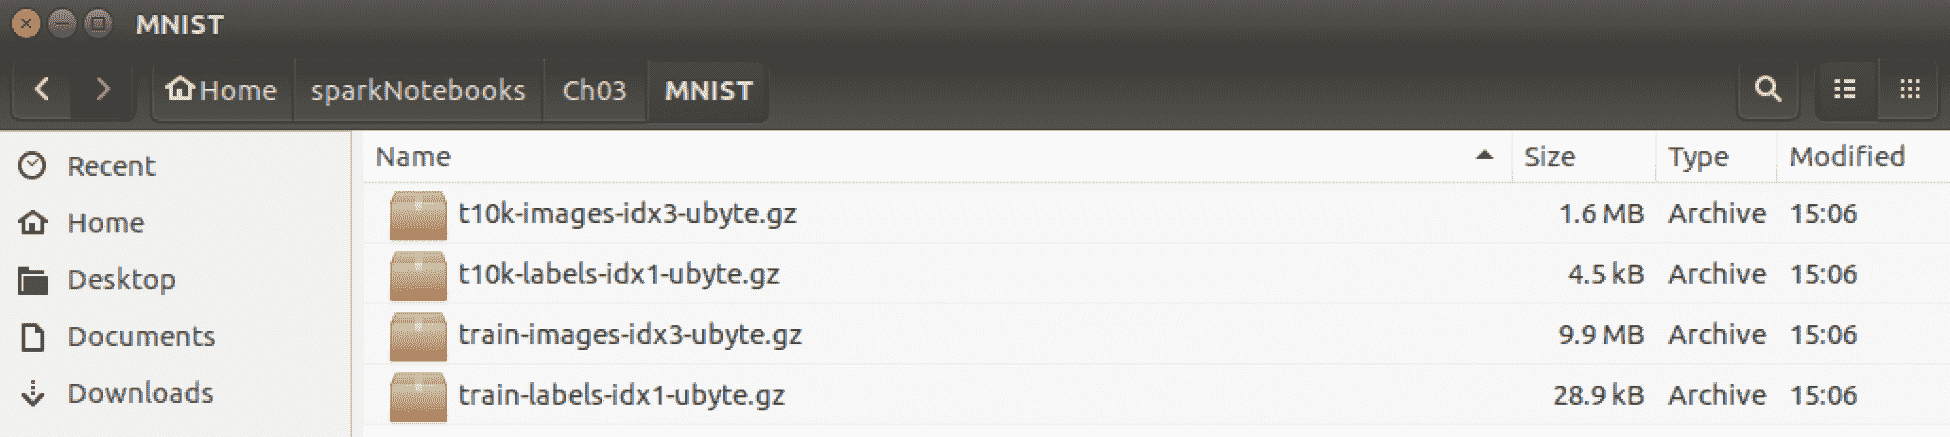 MNIST
Home sparkNotebooks Ch03 MNIST
Recent
Home
Desktop
Documents
Downloads
Name Size Type Modified
t10k-images-idx3-ubyte.gz 1.6 MB Archive 15:06
t10k-labels-idx1-ubyte.gz 4.5 kB Archive 15:06
train-images-idx3-ubyte.gz 9.9 MB Archive 15:06
train-labels-idx1-ubyte.gz 28.9 kB Archive 15:06